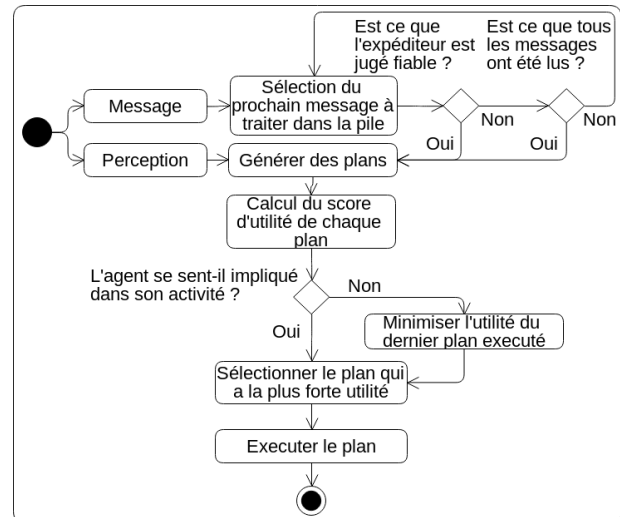 Est ce que
l'expéditeur est
jugé fiable ?
Est ce que tous
les messages
ont été lus ?
Message
Sélection du
prochain message à
traiter dans la pile
Non
Non
Oui
Oui
Perception
Générer des plans
Calcul du score
d'utilité de chaque
plan
L'agent se sent-il impliqué
dans son activité ?
Non
Oui
Minimiser l'utilité du
dernier plan executé
Sélectionner le plan qui
a la plus forte utilité
Executer le plan